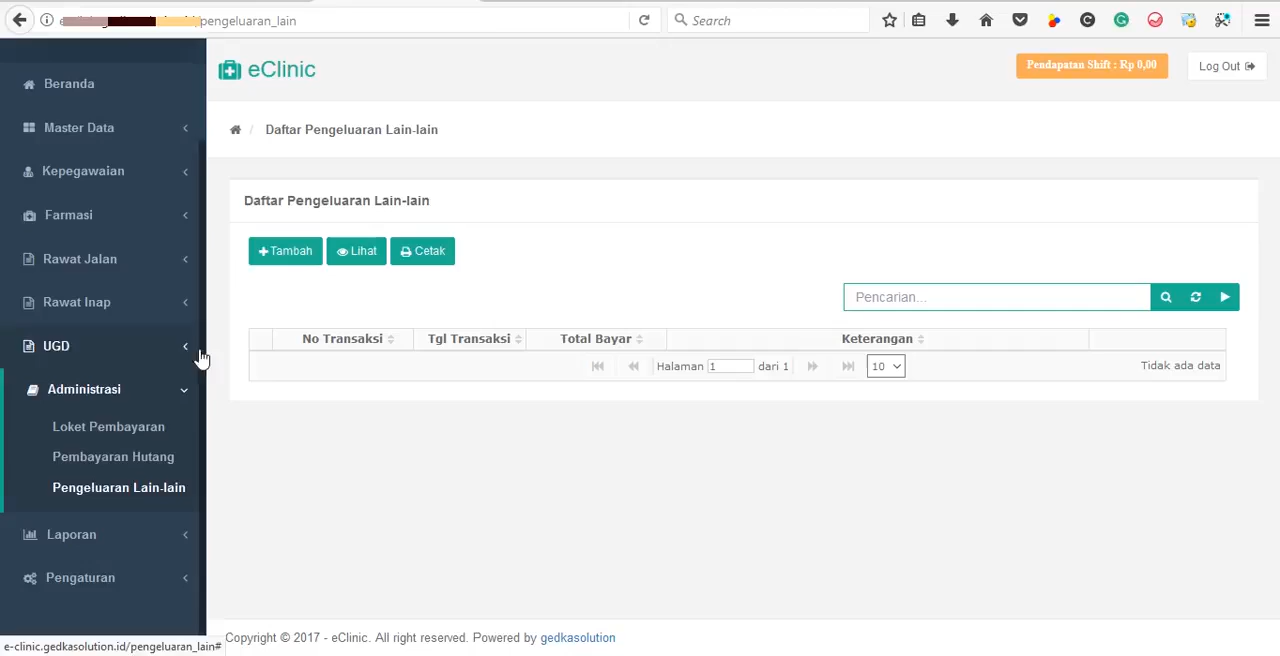 /pengeluaran_lain
Search
Beranda
Master Data
Kepegawaian
Farmasi
Rawat Jalan
Rawat Inap
UGD
Administrasi
Loket Pembayaran
Pembayaran Hutang
Pengeluaran Lain-lain
Laporan
Pengaturan
eClinic
Pendapatan Shift : Rp 0,00
Log Out
/ Daftar Pengeluaran Lain-lain
Daftar Pengeluaran Lain-lain
Tambah Lihat Cetak
Pencarian...
No Transaksi Tgl Transaksi Total Bayar Keterangan
Halaman 1 dari 1 10 Tidak ada data
Copyright © 2017 - eClinic. All right reserved. Powered by gedkasolution
e-clinic.gedkasolution.id/pengeluaran_lain#